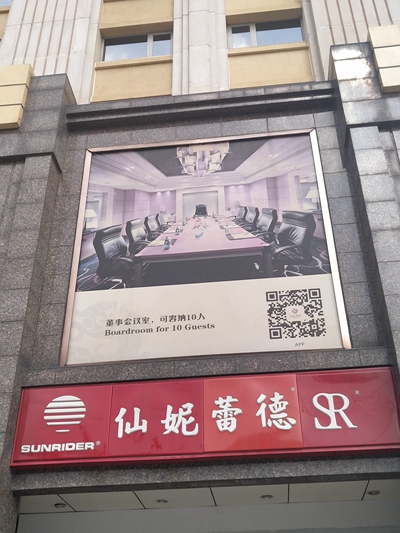 董事会议室，可容纳10人
Boardroom for 10 Guests
APP
SUNRIDER®
仙妮蕾德®
SR®